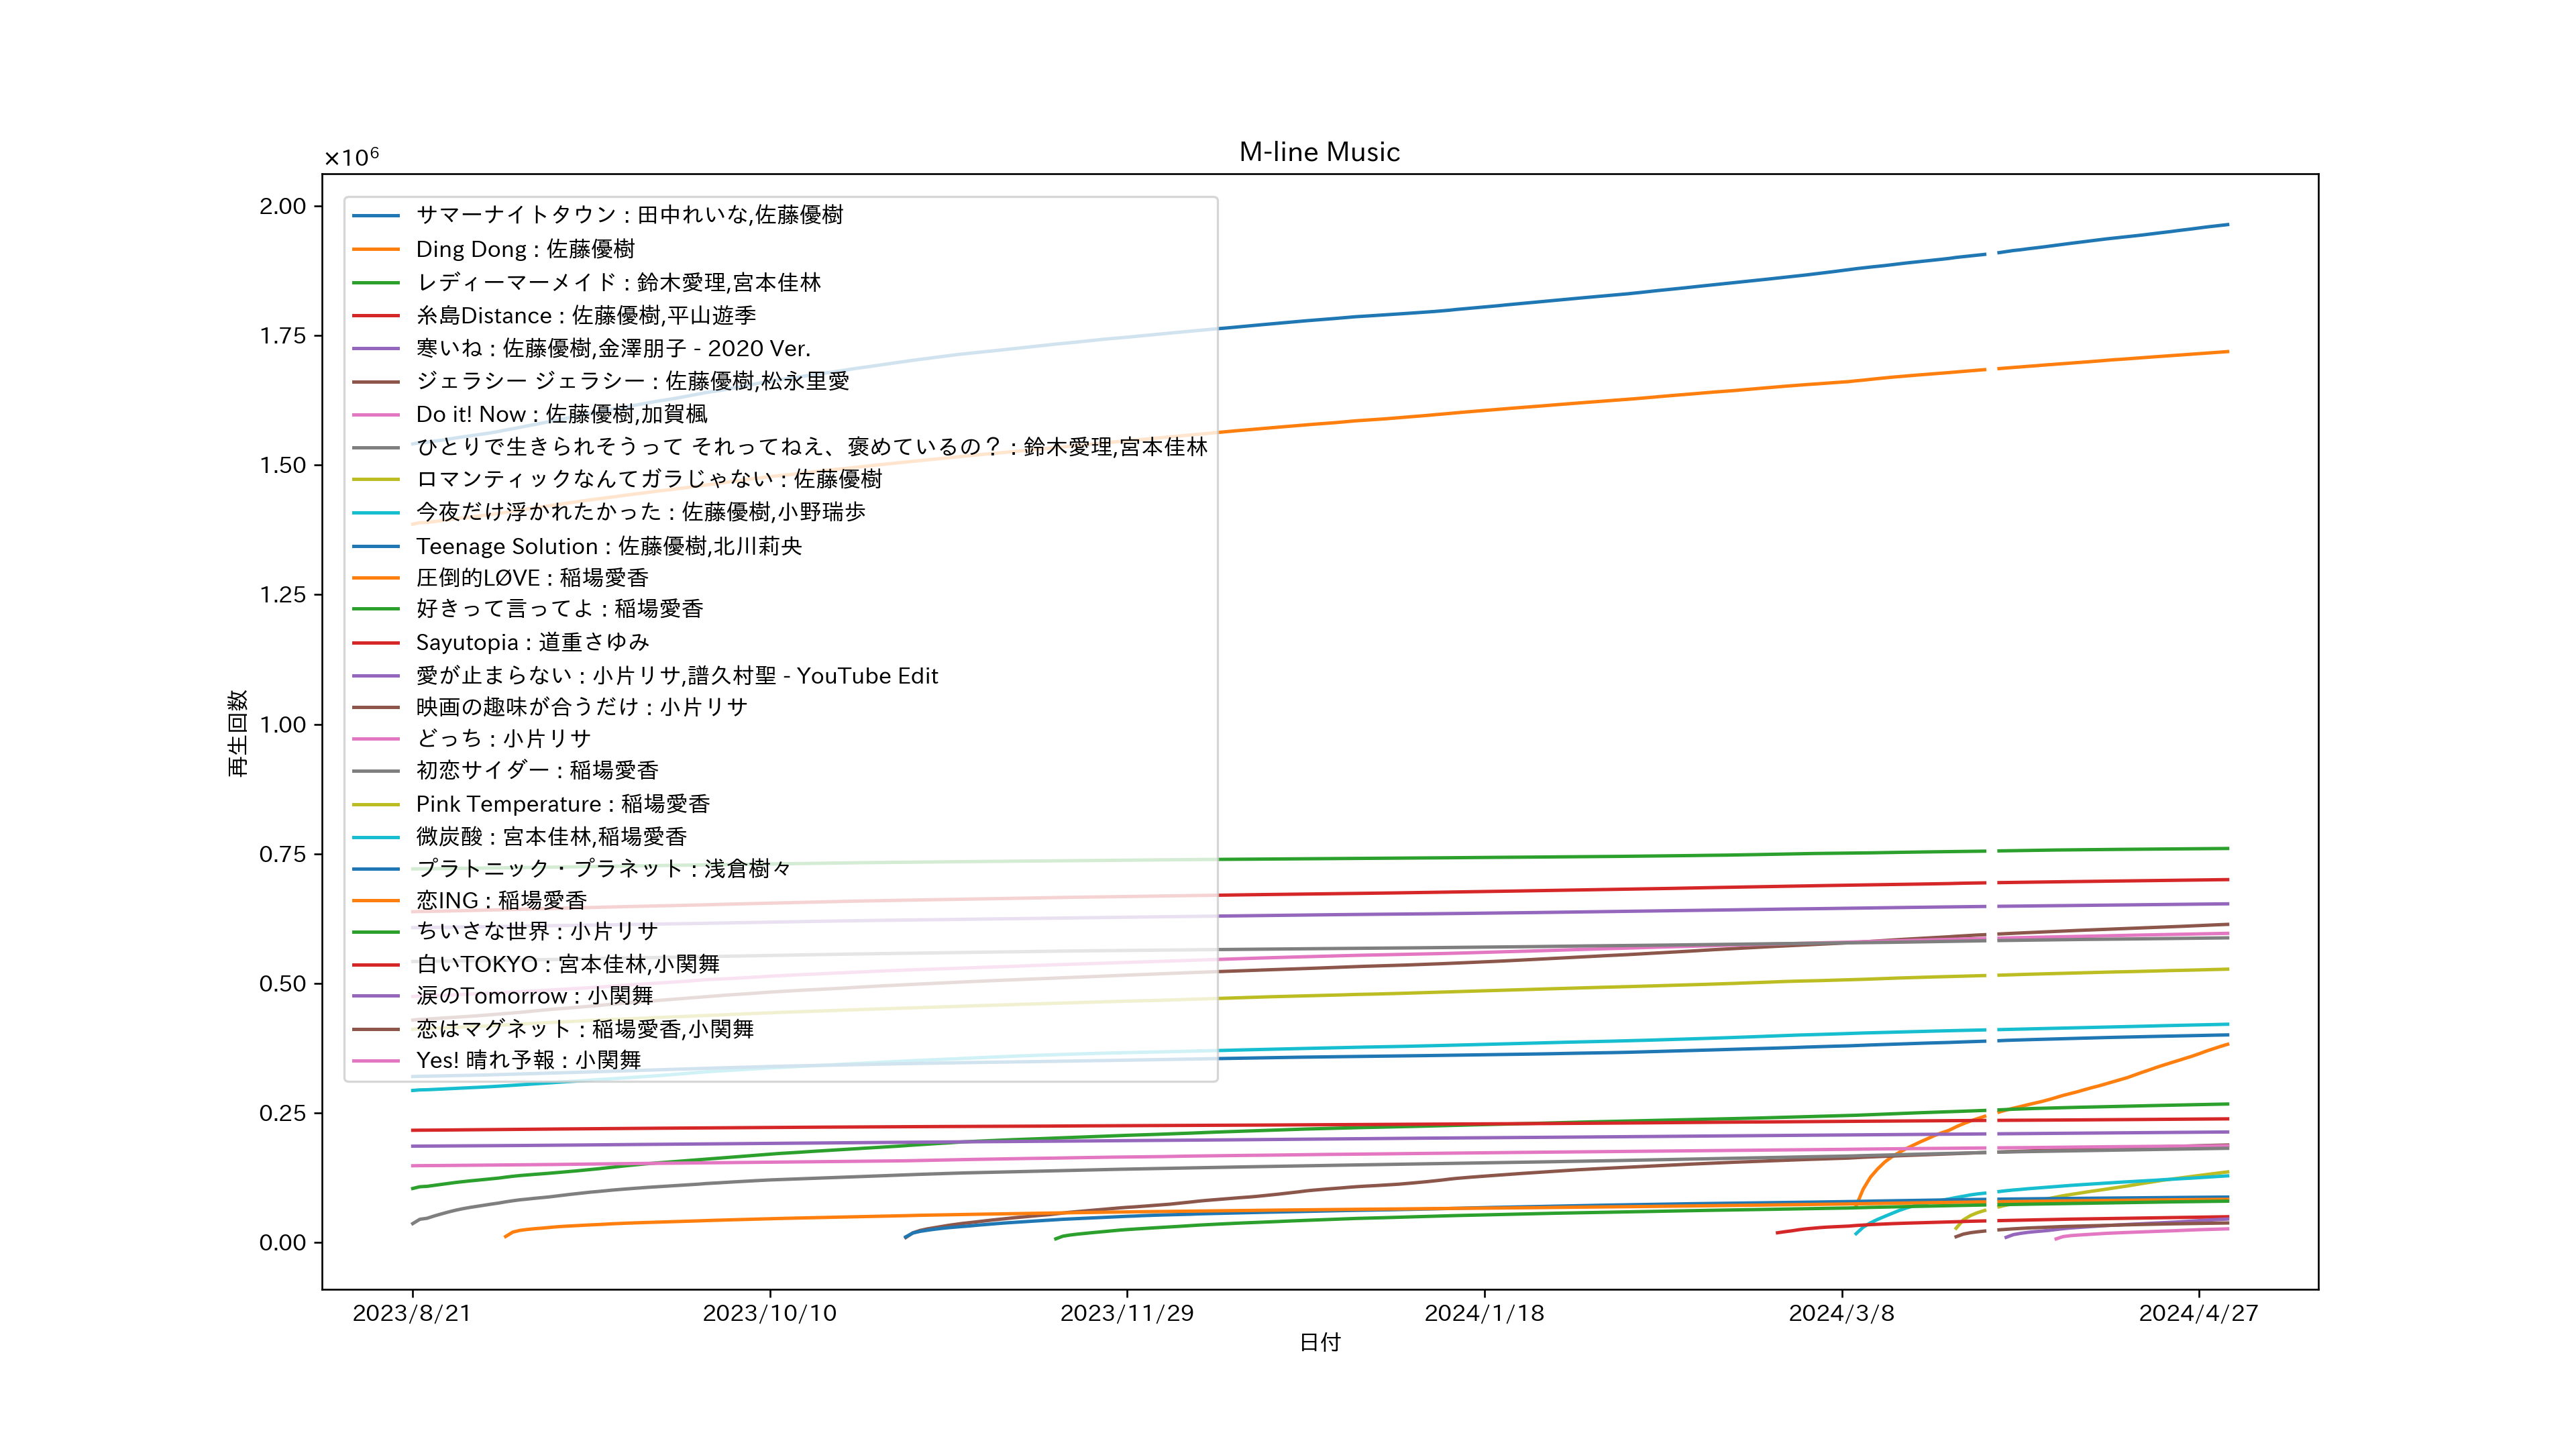 M-line Music
×10⁶
2.00
1.75
1.50
1.25
1.00
0.75
0.50
0.25
0.00
再生回数
サマーナイトタウン : 田中れいな,佐藤優樹
Ding Dong : 佐藤優樹
レディーマーメイド : 鈴木愛理,宮本佳林
糸島Distance : 佐藤優樹,平山遊季
寒いね : 佐藤優樹,金澤朋子 - 2020 Ver.
ジェラシー ジェラシー : 佐藤優樹,松永里愛
Do it! Now : 佐藤優樹,加賀楓
ひとりで生きられそうって それってねえ、褒めているの？ : 鈴木愛理,宮本佳林
ロマンティックなんてガラじゃない : 佐藤優樹
今夜だけ浮かれたかった : 佐藤優樹,小野瑞歩
Teenage Solution : 佐藤優樹,北川莉央
圧倒的LØVE : 稲場愛香
好きって言ってよ : 稲場愛香
Sayutopia : 道重さゆみ
愛が止まらない : 小片リサ,譜久村聖 - YouTube Edit
映画の趣味が合うだけ : 小片リサ
どっち : 小片リサ
初恋サイダー : 稲場愛香
Pink Temperature : 稲場愛香
微炭酸 : 宮本佳林,稲場愛香
プラトニック・プラネット : 浅倉樹々
恋ING : 稲場愛香
ちいさな世界 : 小片リサ
白いTOKYO : 宮本佳林,小関舞
涙のTomorrow : 小関舞
恋はマグネット : 稲場愛香,小関舞
Yes! 晴れ予報 : 小関舞
2023/8/21
2023/10/10
2023/11/29
2024/1/18
2024/3/8
2024/4/27
日付